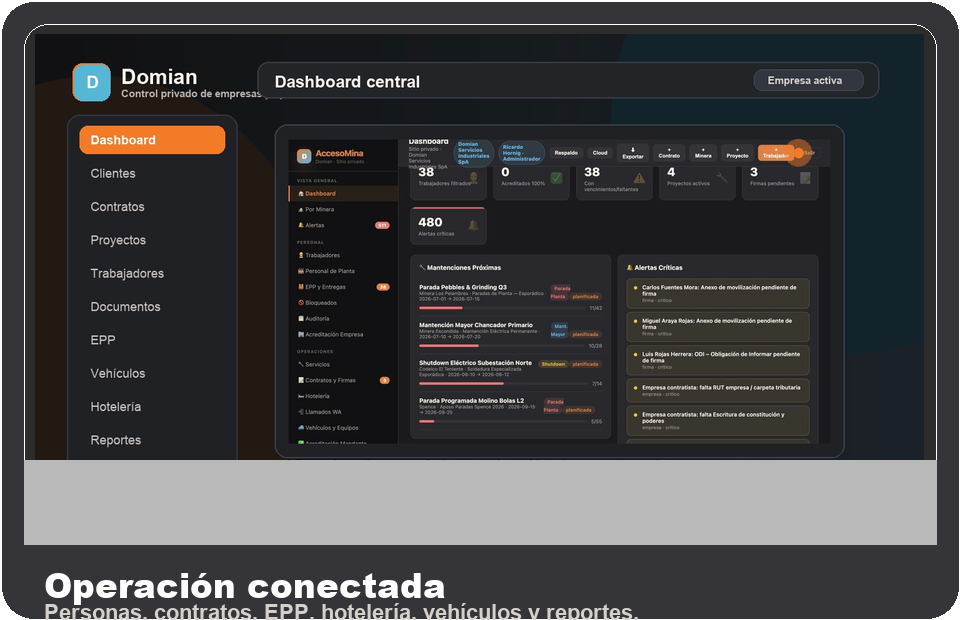 D
Domian
Control privado de empresas
Dashboard central
Empresa activa
Dashboard
Clientes
Contratos
Proyectos
Trabajadores
Documentos
EPP
Vehículos
Hotelería
Reportes
D
AccesoMina
Domian · Sitio privado
VISTA GENERAL
Dashboard
Por Minera
Alertas
511
PERSONAL
Trabajadores
Personal de Planta
EPP y Entregas
Bloqueados
Auditoría
Acreditación Empresa
OPERACIONES
Servicios
Contratos y Firmas
Hotelería
Llamados WA
Vehículos y Equipos
Acreditación Mandante
Dashboard
Sitio privado ·
Domian
Servicios
Industriales
SpA
Domian
Servicios
Industriales
SpA
Ricardo
Hornig ·
Administrador
Respaldo
Cloud
⬇
Exportar
+
Contrato
+
Minera
+
Proyecto
+
Trabajador
Salir
38
Trabajadores filtrados
0
Acreditados 100%
38
Con
vencimientos/faltantes
4
Proyectos activos
3
Firmas pendientes
480
Alertas críticas
Mantenciones Próximas
Parada Pebbles & Grinding Q3
Minera Los Pelambres · Paradas de Planta — Esporádico
2026-07-01 → 2026-07-15
Parada
Planta
planificada
11/42
Mantención Mayor Chancador Primario
Minera Escondida · Mantención Eléctrica Permanente ·
2026-07-10 → 2026-07-20
Mant.
Mayor
planificada
10/28
Shutdown Eléctrico Subestación Norte
Codelco El Teniente · Soldadura Especializada
Esporádica · 2026-08-10 → 2026-08-12
Shutdown
planificada
7/14
Parada Programada Molino Bolas L2
Spence · Apoyo Paradas Spence 2026 · 2026-09-15
→ 2026-09-25
Parada
Planta
planificada
5/55
Alertas Críticas
Carlos Fuentes Mora: Anexo de movilización pendiente de
firma
firma · crítico
Miguel Araya Rojas: Anexo de movilización pendiente de
firma
firma · crítico
Luis Rojas Herrera: ODI – Obligación de Informar pendiente
de firma
firma · crítico
Empresa contratista: falta RUT empresa / carpeta tributaria
empresa · crítico
Empresa contratista: falta Escritura de constitución y
poderes
empresa · crítico
Operación conectada
Personas, contratos, EPP, hotelería, vehículos y reportes.